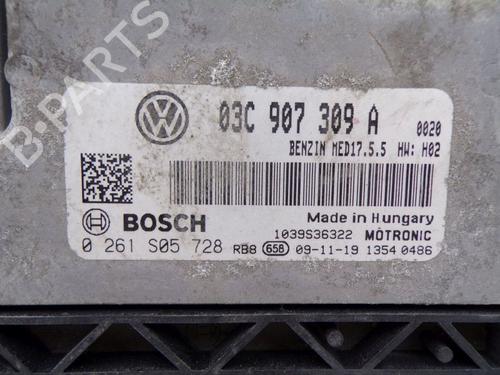 B-PARTS
03C 907 309 A 0020
BENZIN MED17.5.5 HW: H02
BOSCH
Made in Hungary
1039S36322 MOTRONIC
0 261 S05 728 RB8 658 09-11-19 1354 0486